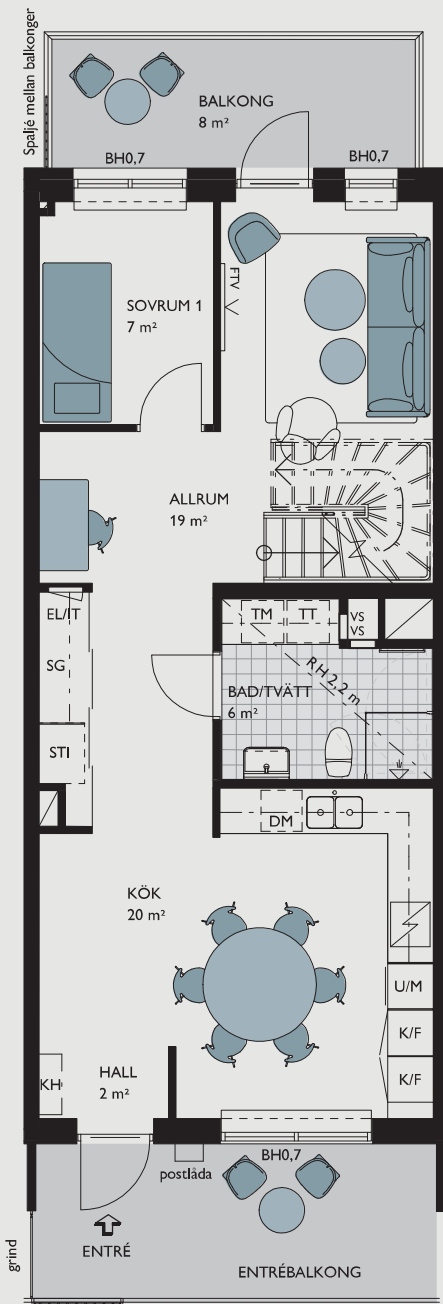 Spaljé mellan balkonger
BALKONG
8 m²
BH0,7
BH0,7
FTV
SOVRUM 1
7 m²
ALLRUM
19 m²
EL/IT
TM
TT
VS
VS
SG
BAD/TVÄTT
6 m²
RH 2,2 m
STI
DM
KÖK
20 m²
U/M
K/F
K/F
KH
HALL
2 m²
BH0,7
postlåda
grind
ENTRÉ
ENTRÉBALKONG